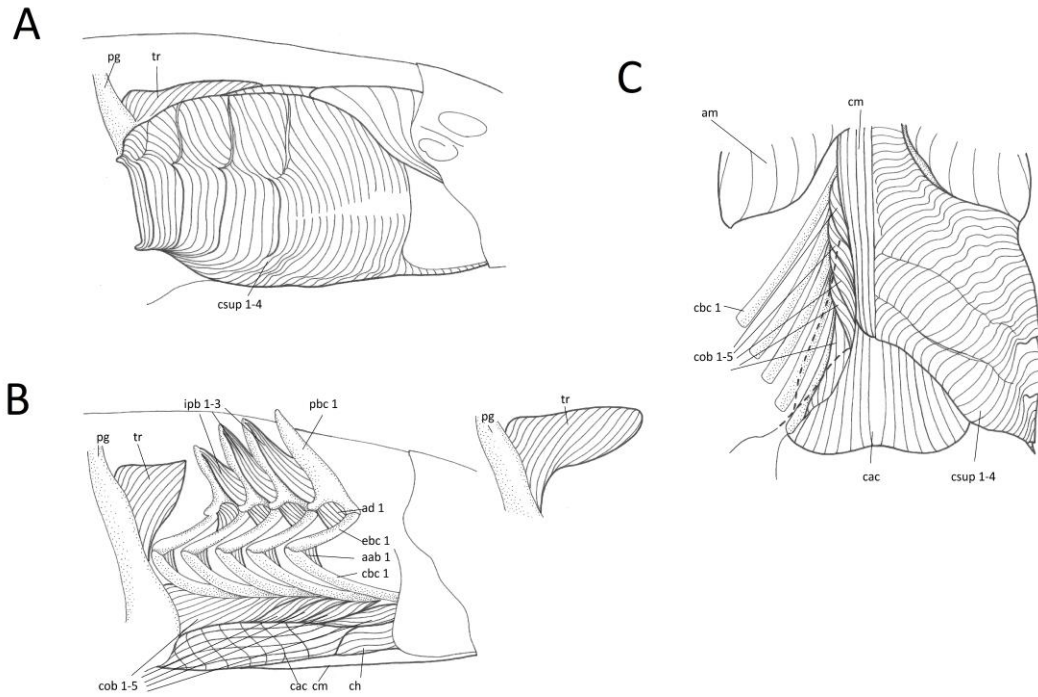 A
pg
tr
csup 1-4
B
ipb 1-3
pbc 1
pg
tr
ad 1
ebc 1
aab 1
cbc 1
cob 1-5
cac
cm
ch
pg
tr
C
cm
am
cbc 1
cob 1-5
cac
csup 1-4